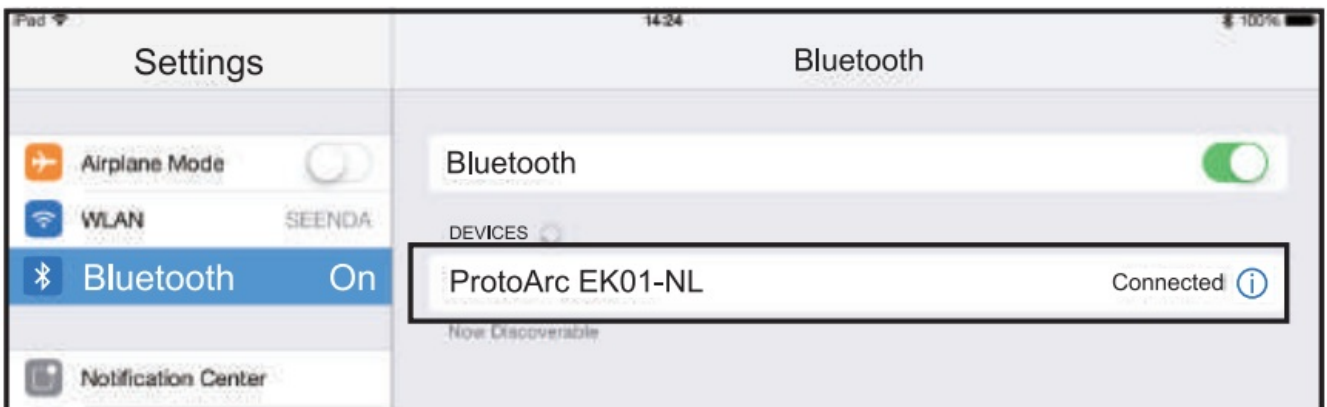 iPad 14:24 100%
Settings Bluetooth
Airplane Mode
Bluetooth
WLAN SEENDA
DEVICES
Bluetooth On
ProtoArc EK01-NL Connected
Now Discoverable
Notification Center